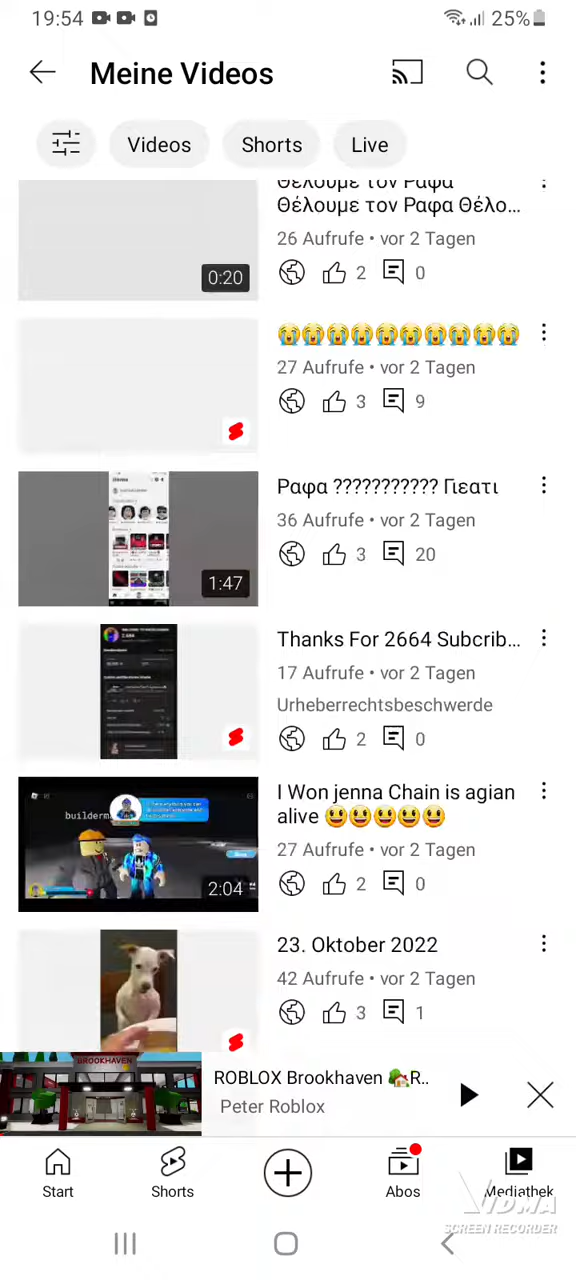 19:54
25%
Meine Videos
Videos
Shorts
Live
Θέλουμε τον Ραφα
Θέλουμε τον Ραφα Θέλο...
26 Aufrufe • vor 2 Tagen
0:20
2
0
😭😭😭😭😭😭😭😭😭😭
27 Aufrufe • vor 2 Tagen
3
9
Ραφα ??????????? Γιεατι
36 Aufrufe • vor 2 Tagen
1:47
3
20
Thanks For 2664 Subcrib...
17 Aufrufe • vor 2 Tagen
Urheberrechtsbeschwerde
2
0
I Won jenna Chain is agian
alive 😃😃😃😃😃
builderm
27 Aufrufe • vor 2 Tagen
2:04
2
0
23. Oktober 2022
42 Aufrufe • vor 2 Tagen
3
1
BROOKHAVEN
ROBLOX Brookhaven 🏡R..
Peter Roblox
Start
Shorts
Abos
Mediathek
VIDMA
SCREEN RECORDER